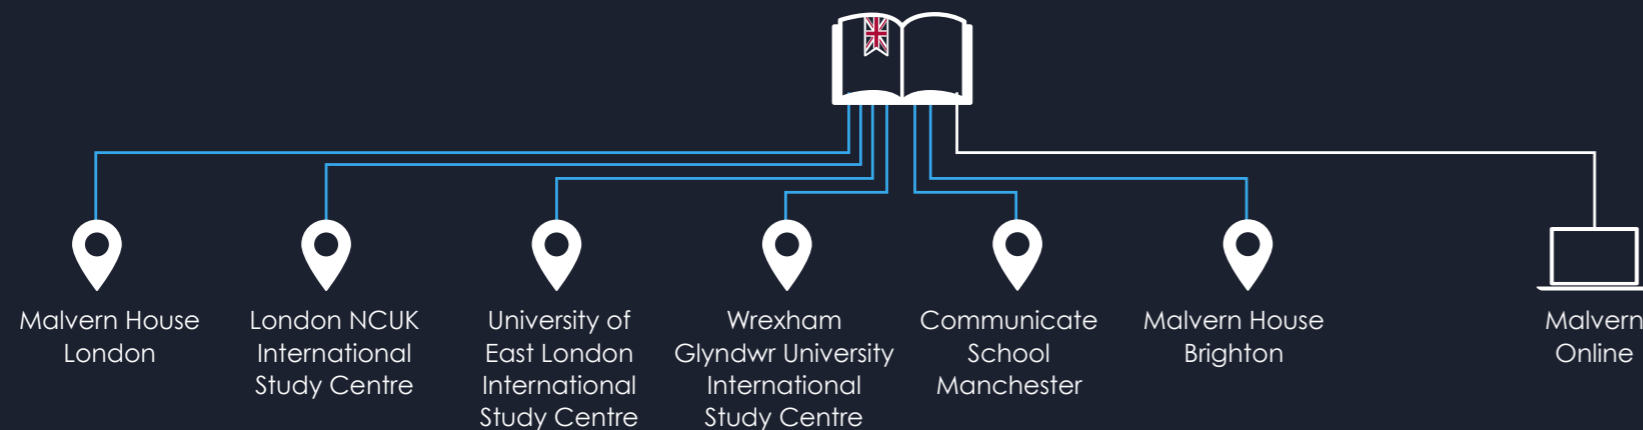 Malvern House
London
London NCUK
International
Study Centre
University of
East London
International
Study Centre
Wrexham
Glyndwr University
International
Study Centre
Communicate
School
Manchester
Malvern House
Brighton
Malvern
Online